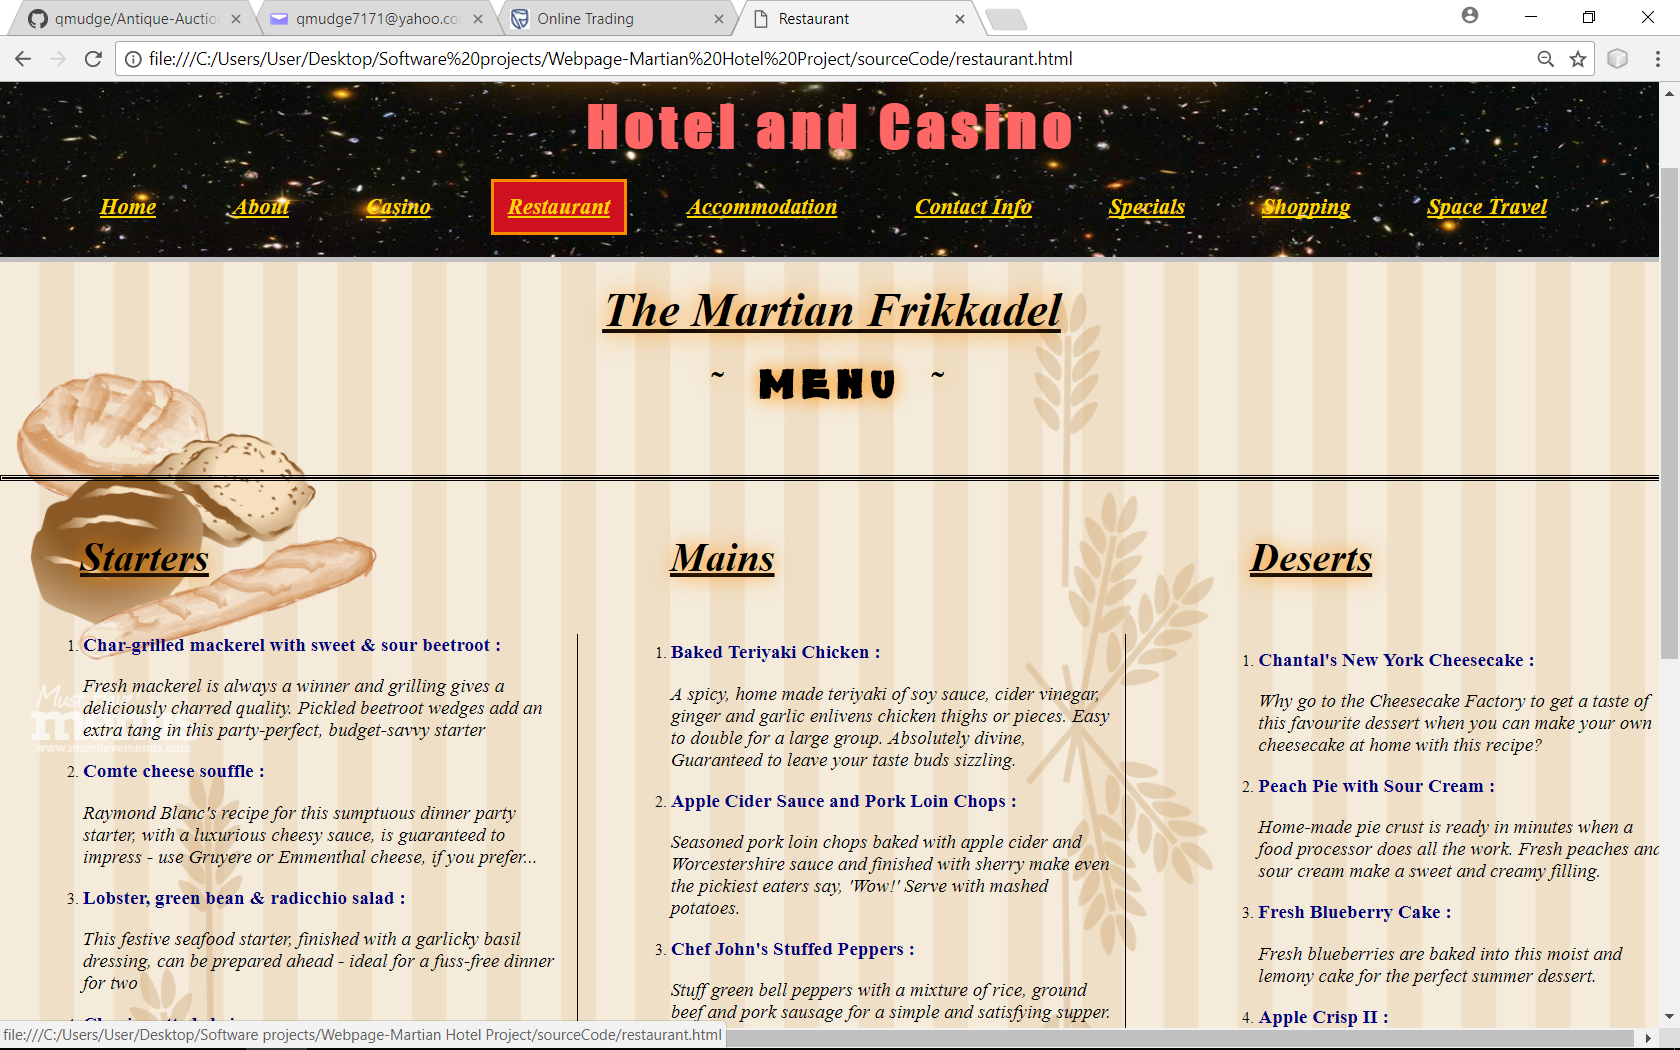 qmudge/Antique-Auctio
qmudge7171@yahoo.co
Online Trading
Restaurant
file:///C:/Users/User/Desktop/Software%20projects/Webpage-Martian%20Hotel%20Project/sourceCode/restaurant.html
Hotel and Casino
Home About Casino Restaurant Accommodation Contact Info Specials Shopping Space Travel
The Martian Frikkadel
~ MENU ~
Starters
1. Char-grilled mackerel with sweet & sour beetroot :
Fresh mackerel is always a winner and grilling gives a
deliciously charred quality. Pickled beetroot wedges add an
extra tang in this party-perfect, budget-savvy starter
2. Comte cheese souffle :
Raymond Blanc's recipe for this sumptuous dinner party
starter, with a luxurious cheesy sauce, is guaranteed to
impress - use Gruyere or Emmenthal cheese, if you prefer...
3. Lobster, green bean & radicchio salad :
This festive seafood starter, finished with a garlicky basil
dressing, can be prepared ahead - ideal for a fuss-free dinner
for two
Mains
1. Baked Teriyaki Chicken :
A spicy, home made teriyaki of soy sauce, cider vinegar,
ginger and garlic enlivens chicken thighs or pieces. Easy
to double for a large group. Absolutely divine,
Guaranteed to leave your taste buds sizzling.
2. Apple Cider Sauce and Pork Loin Chops :
Seasoned pork loin chops baked with apple cider and
Worcestershire sauce and finished with sherry make even
the pickiest eaters say, 'Wow!' Serve with mashed
potatoes.
3. Chef John's Stuffed Peppers :
Stuff green bell peppers with a mixture of rice, ground
beef and pork sausage for a simple and satisfying supper.
Deserts
1. Chantal's New York Cheesecake :
Why go to the Cheesecake Factory to get a taste of
this favourite dessert when you can make your own
cheesecake at home with this recipe?
2. Peach Pie with Sour Cream :
Home-made pie crust is ready in minutes when a
food processor does all the work. Fresh peaches and
sour cream make a sweet and creamy filling.
3. Fresh Blueberry Cake :
Fresh blueberries are baked into this moist and
lemony cake for the perfect summer dessert.
4. Apple Crisp II :
Must Have
menus
www.musthavemenus.com
file:///C:/Users/User/Desktop/Software projects/Webpage-Martian Hotel Project/sourceCode/restaurant.html